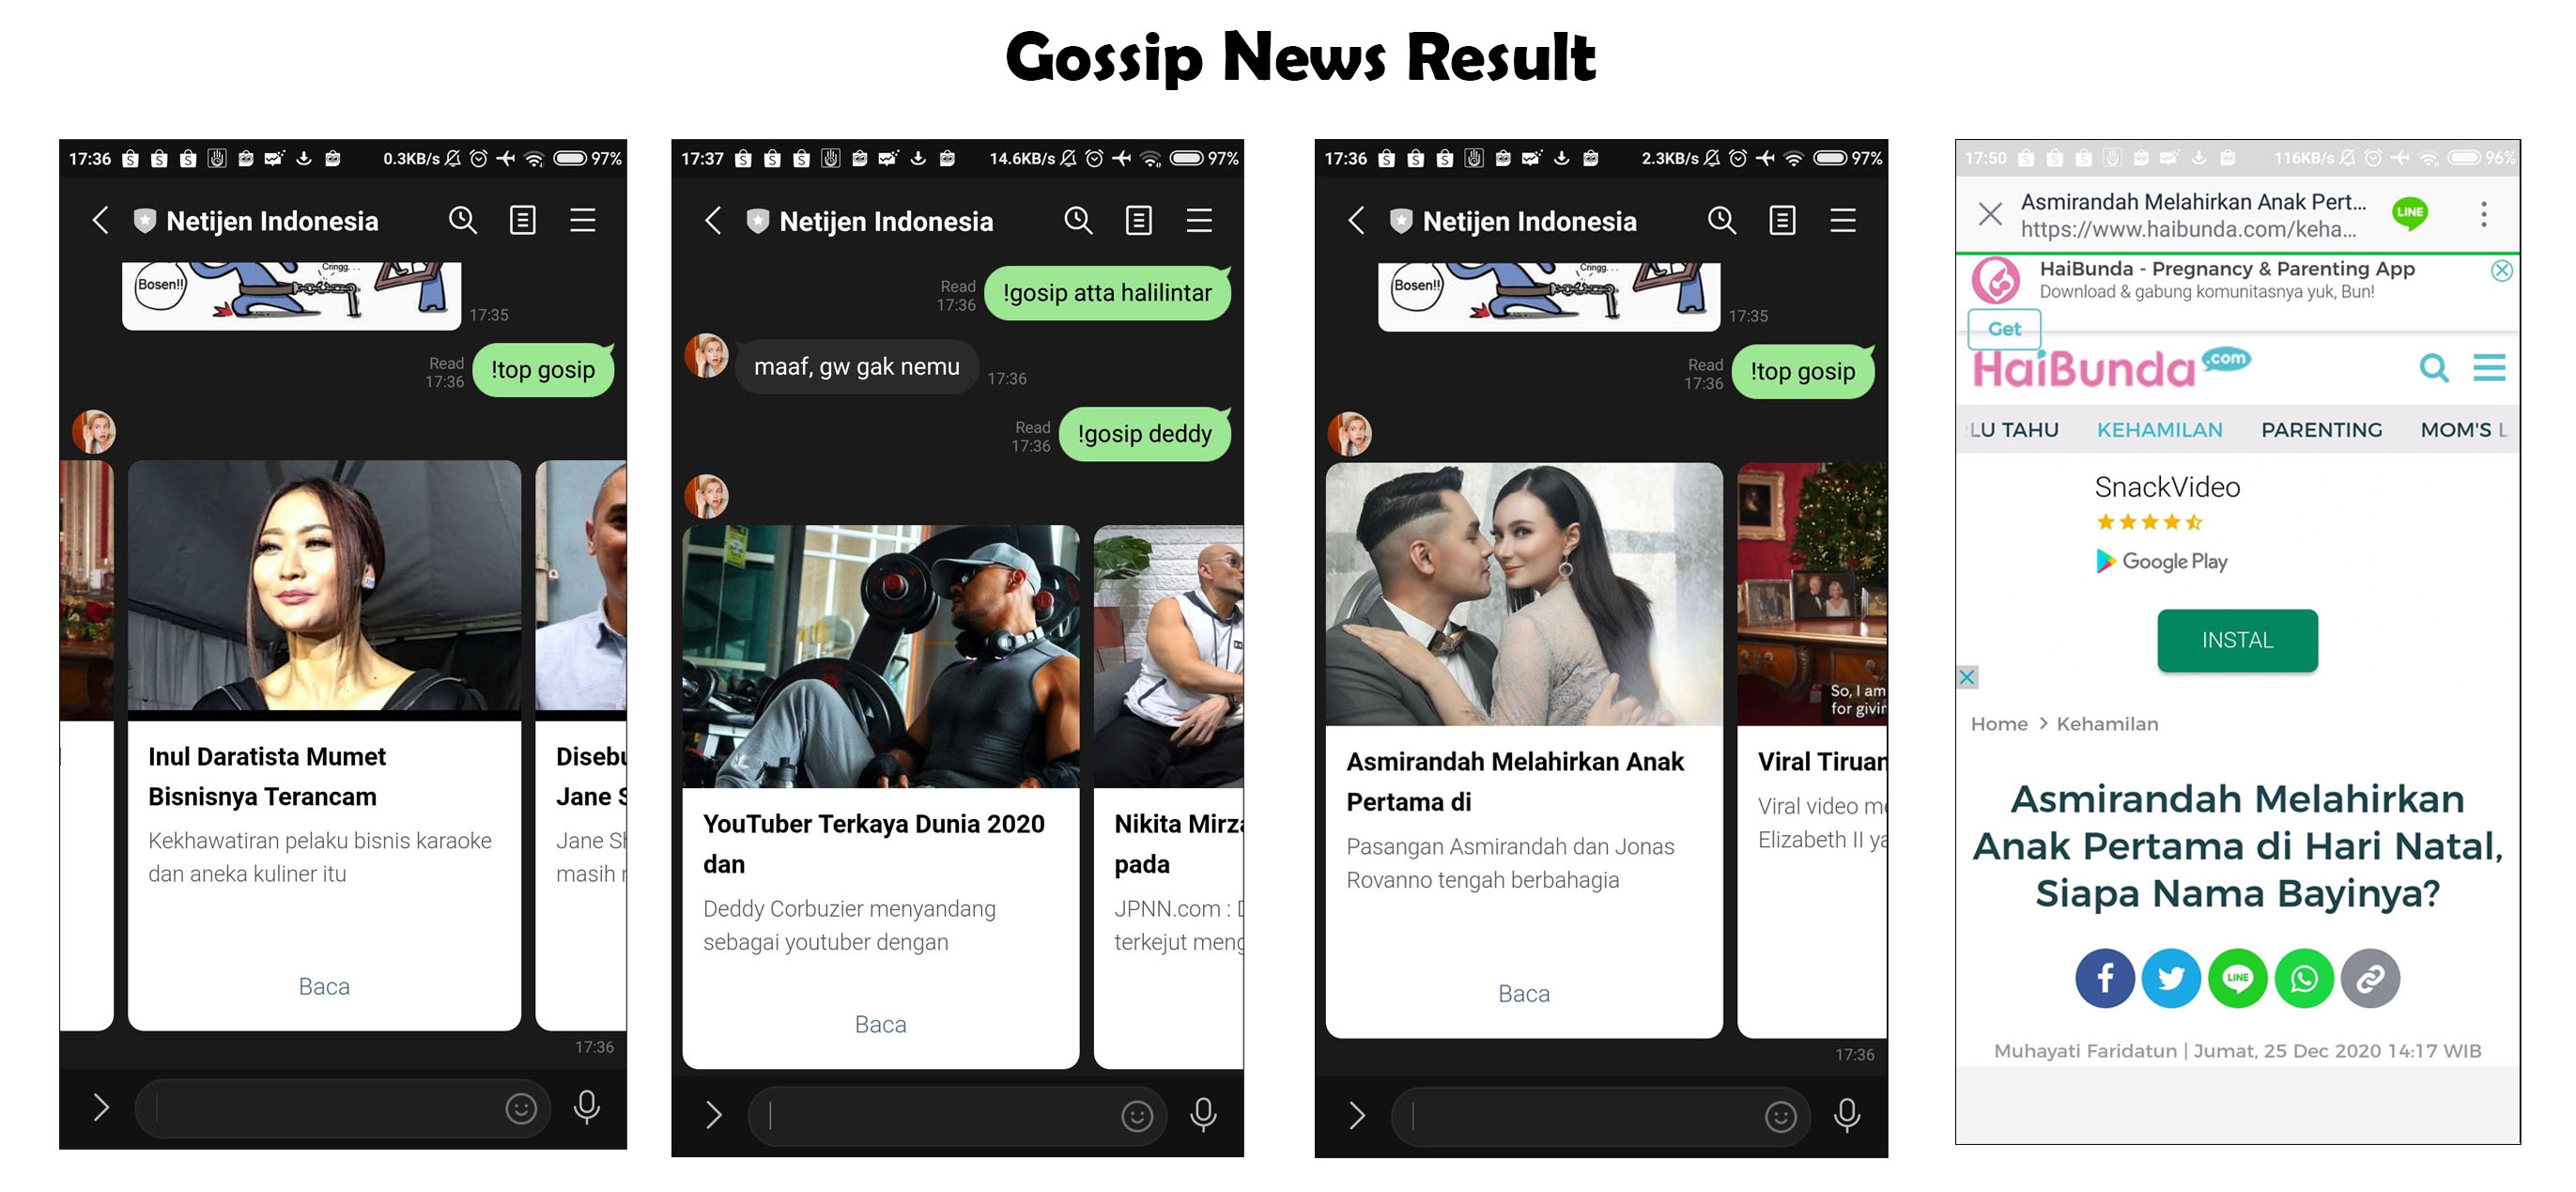 Gossip News Result
17:36 0.3KB/s 97%
Netijen Indonesia
Bosen!!
Cringg...
17:35
Read
17:36
!top gosip
Inul Daratista Mumet
Bisnisnya Terancam
Kekhawatiran pelaku bisnis karaoke
dan aneka kuliner itu
Baca
Disebu
Jane S
Jane Sh
masih
17:36
17:37 14.6KB/s 97%
Netijen Indonesia
Read
17:36
!gosip atta halilintar
maaf, gw gak nemu
17:36
Read
17:36
!gosip deddy
YouTuber Terkaya Dunia 2020
dan
Deddy Corbuzier menyandang
sebagai youtuber dengan
Baca
Nikita Mirza
pada
JPNN.com :
terkejut meng
17:36 2.3KB/s 97%
Netijen Indonesia
Bosen!!
Cringg...
17:35
Read
17:36
!top gosip
Asmirandah Melahirkan Anak
Pertama di
Pasangan Asmirandah dan Jonas
Rovanno tengah berbahagia
Baca
So, I am
for givin
Viral Tiruan
Viral video me
Elizabeth II ya
17:36
17:50 116KB/s 96%
Asmirandah Melahirkan Anak Pert...
https://www.haibunda.com/keha...
LINE
HaiBunda - Pregnancy & Parenting App
Download & gabung komunitasnya yuk, Bun!
Get
HaiBunda.com
LU TAHU KEHAMILAN PARENTING MOM'S L
SnackVideo
Google Play
INSTAL
Home > Kehamilan
Asmirandah Melahirkan
Anak Pertama di Hari Natal,
Siapa Nama Bayinya?
LINE
Muhayati Faridatun | Jumat, 25 Dec 2020 14:17 WIB